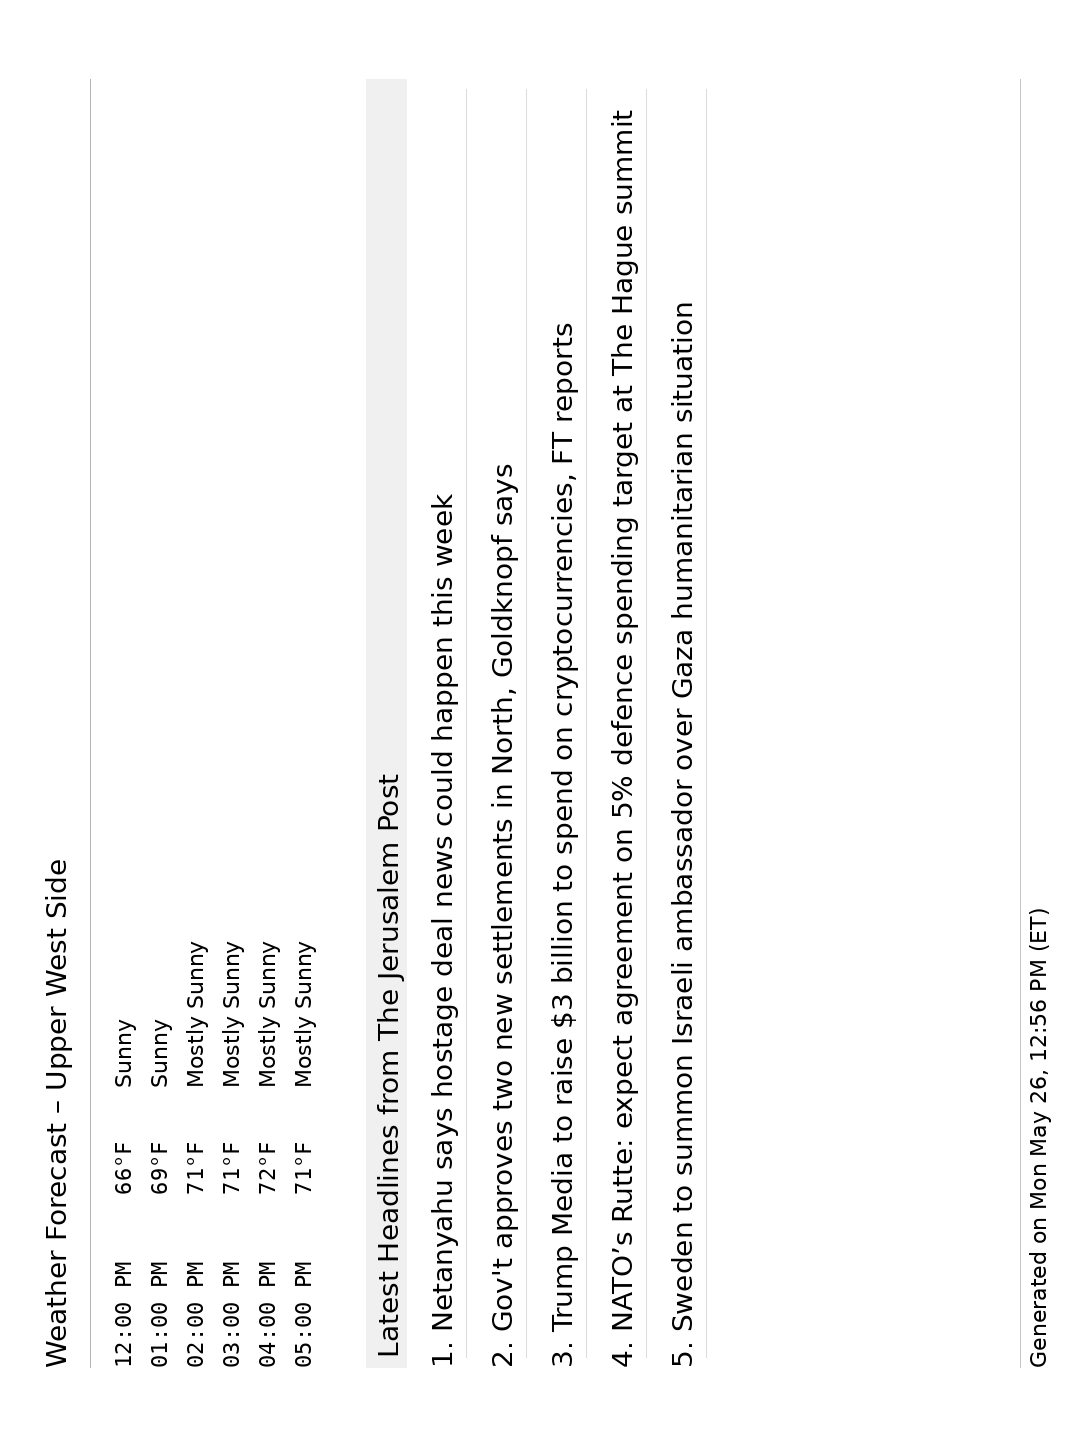 Weather Forecast – Upper West Side
12:00 PM 66°F Sunny
01:00 PM 69°F Sunny
02:00 PM 71°F Mostly Sunny
03:00 PM 71°F Mostly Sunny
04:00 PM 72°F Mostly Sunny
05:00 PM 71°F Mostly Sunny
Latest Headlines from The Jerusalem Post
1. Netanyahu says hostage deal news could happen this week
2. Gov't approves two new settlements in North, Goldknopf says
3. Trump Media to raise $3 billion to spend on cryptocurrencies, FT reports
4. NATO’s Rutte: expect agreement on 5% defence spending target at The Hague summit
5. Sweden to summon Israeli ambassador over Gaza humanitarian situation
Generated on Mon May 26, 12:56 PM (ET)